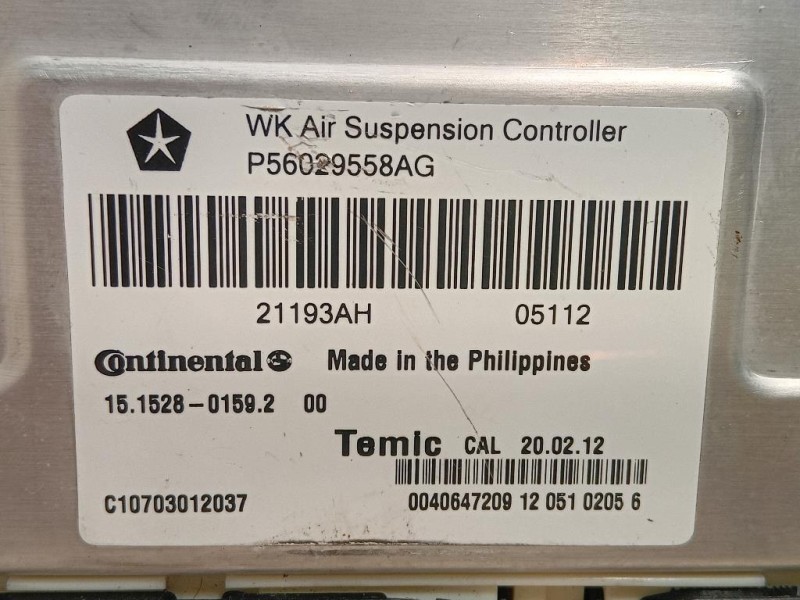 WK Air Suspension Controller
P56029558AG
21193AH 05112
Continental Made in the Philippines
15.1528-0159.2 00
Temic CAL 20.02.12
C10703012037 0040647209 12 051 0205 6